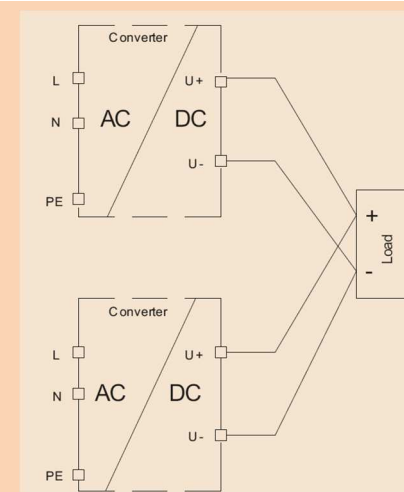 Converter
L
U+
AC
DC
N
U-
PE
+
Load
-
Converter
L
U+
AC
DC
N
U-
PE